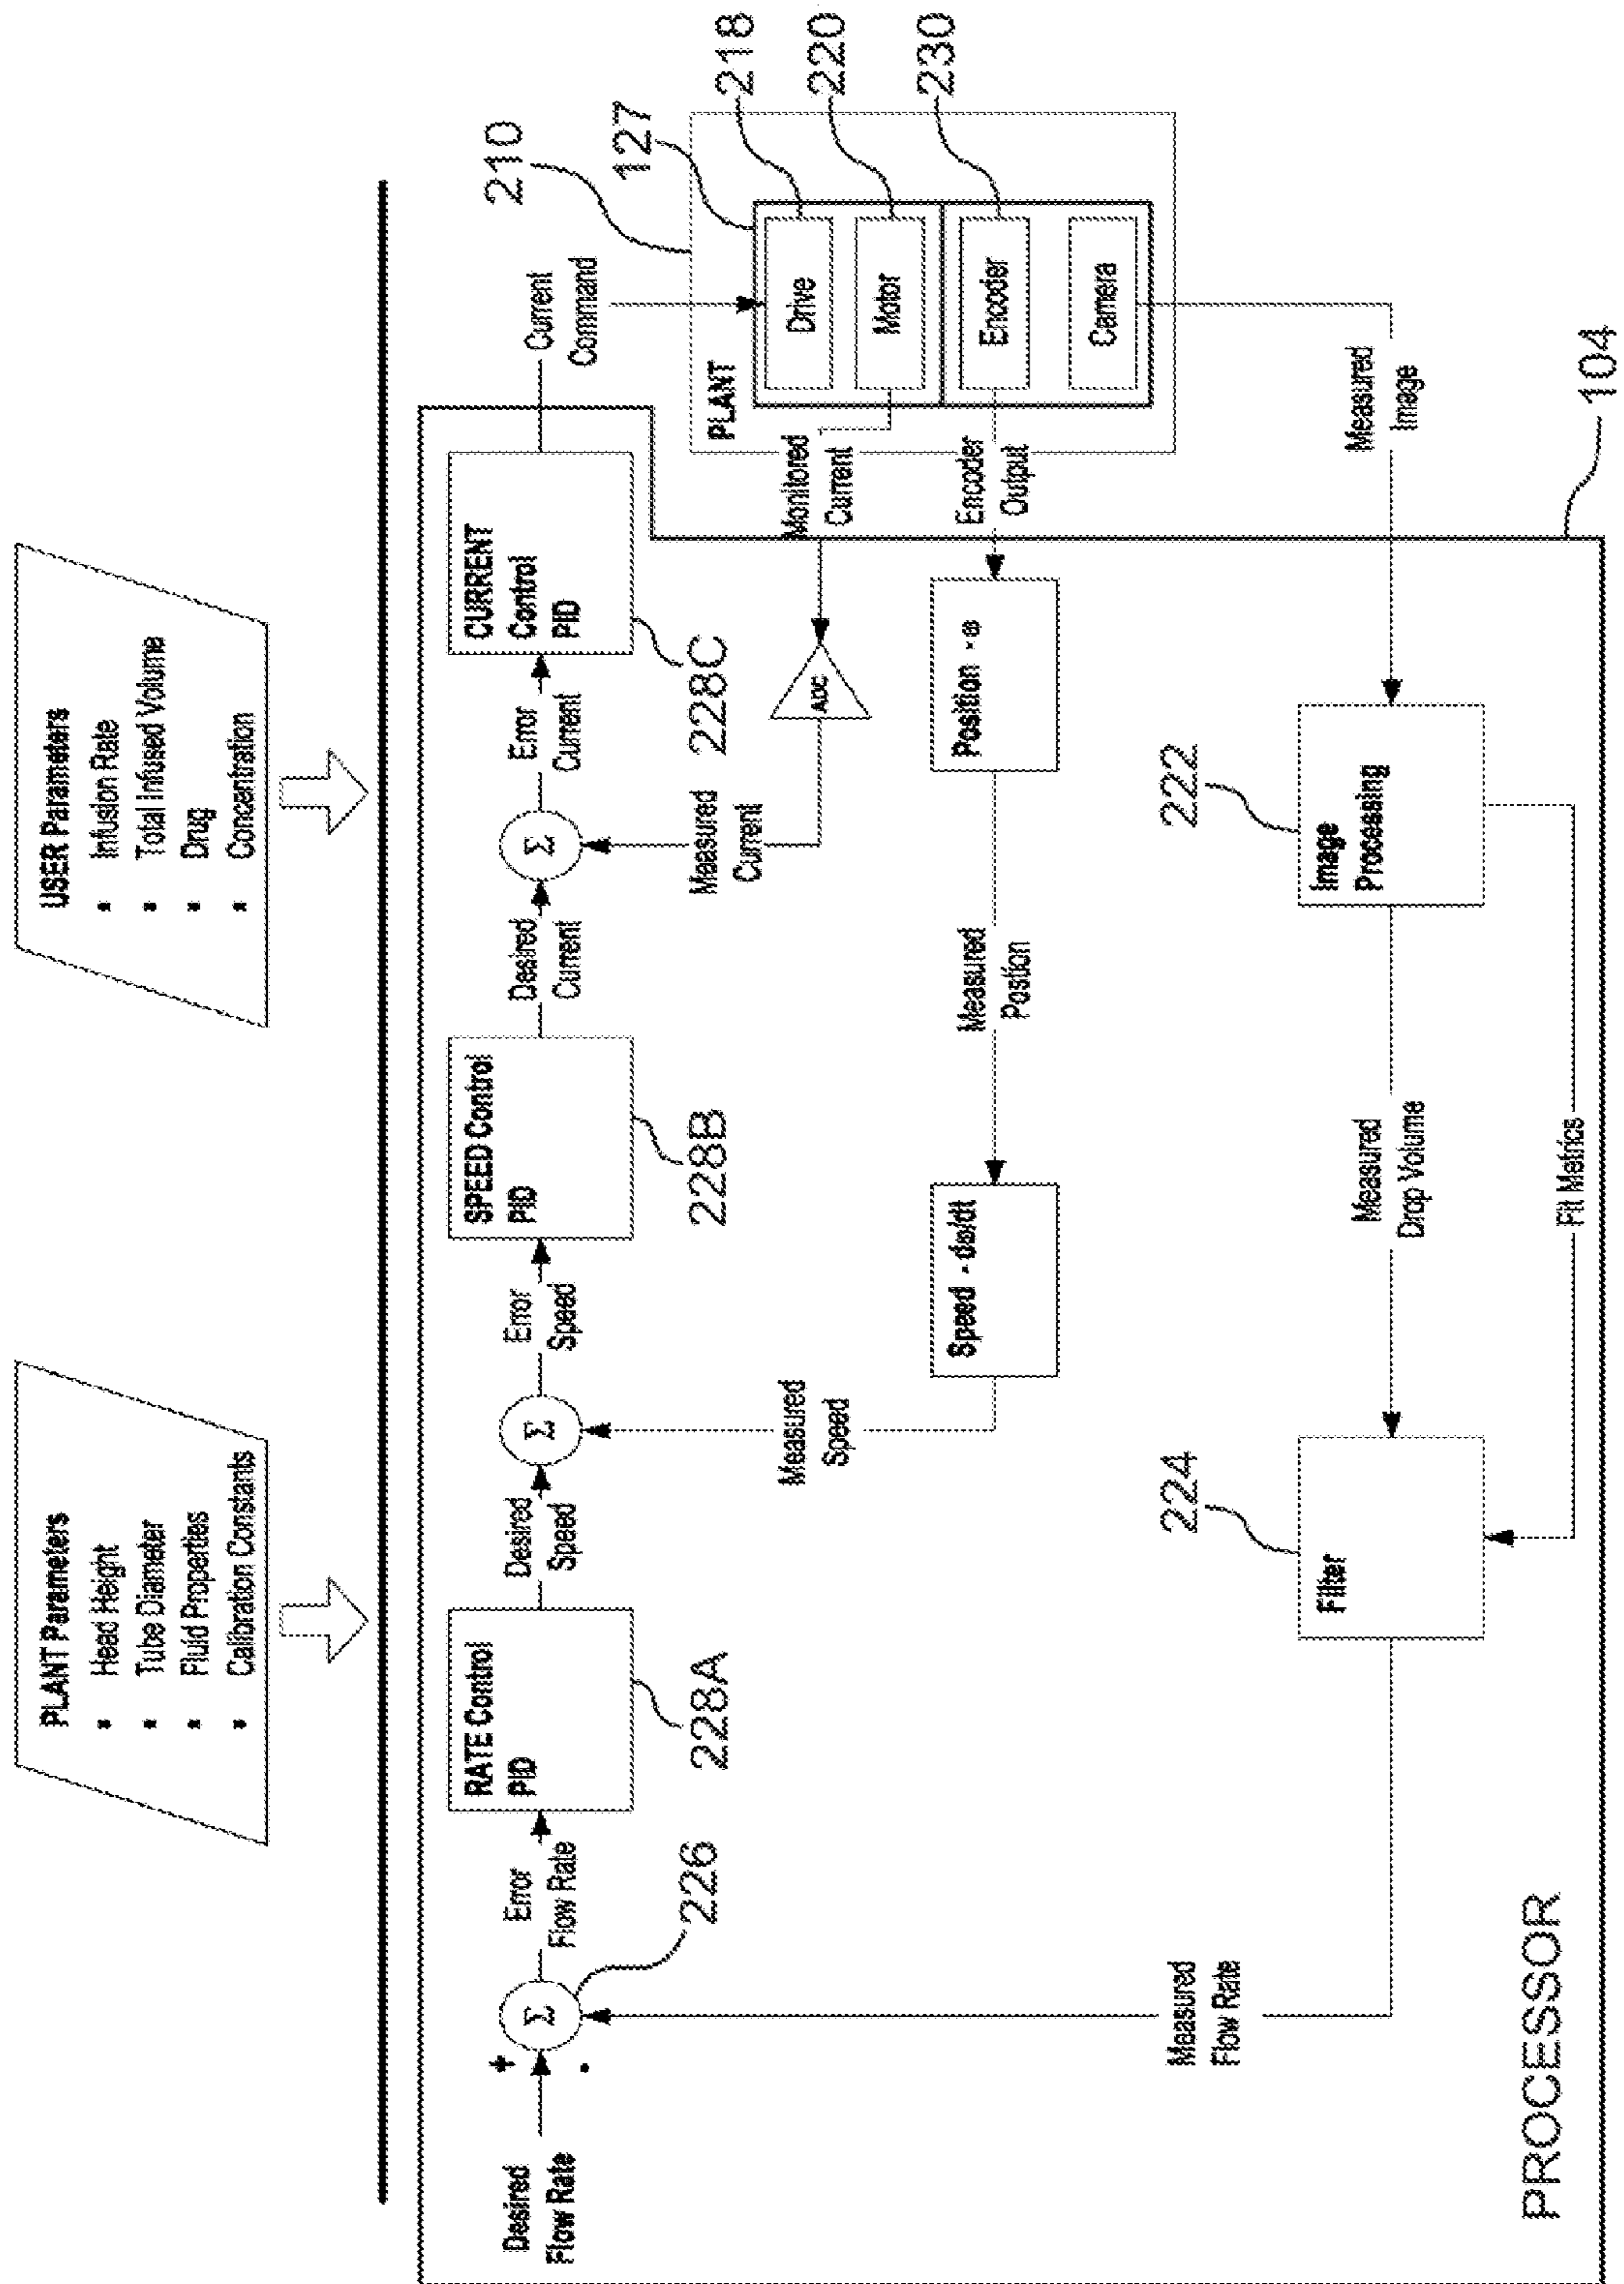 PLANT Parameters
• Head Height
• Tube Diameter
• Fluid Properties
• Calibration Constants
USER Parameters
• Infusion Rate
• Total Infused Volume
• Drug
• Concentration
Desired
Flow Rate
+
-
Σ
226
Error
Flow Rate
RATE Control
PID
228A
Desired
Speed
Σ
Error
Speed
SPEED Control
PID
228B
Desired
Current
Σ
Error
Current
CURRENT
Control
PID
228C
Current
Command
210
127
218
220
230
PLANT
Drive
Motor
Encoder
Camera
Monitored
Current
ADC
Measured
Current
Encoder
Output
Position - ө
Measured
Postion
Speed - dө/dt
Measured
Speed
Measured
Image
222
Image
Processing
Measured
Drop Volume
Fit Metrics
224
Filter
Measured
Flow Rate
PROCESSOR
104